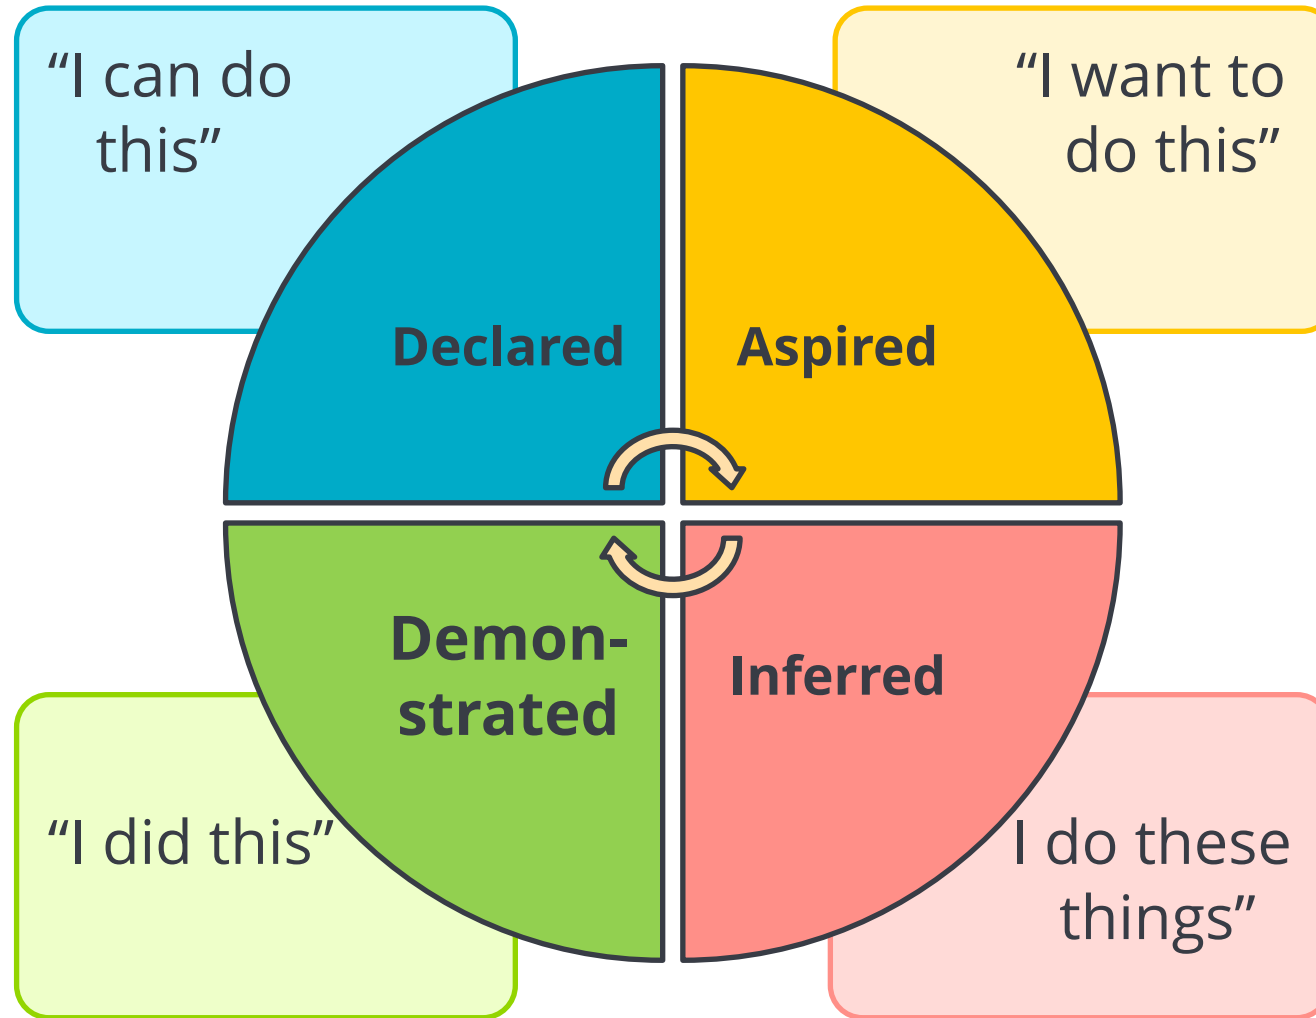 “I can do
this”
“I want to
do this”
Declared
Aspired
Demon-
strated
Inferred
“I did this”
I do these
things”